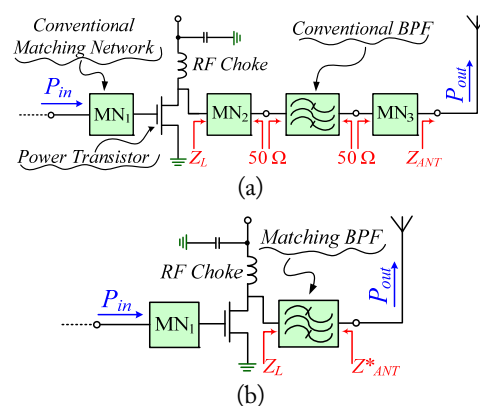 Conventional
Matching Network
Conventional BPF
RF Choke
P_in
P_out
MN₁
MN₂
MN₃
Power Transistor
Z_L
50 Ω
50 Ω
Z_ANT
(a)
Matching BPF
RF Choke
P_in
P_out
MN₁
Z_L
Z*_ANT
(b)